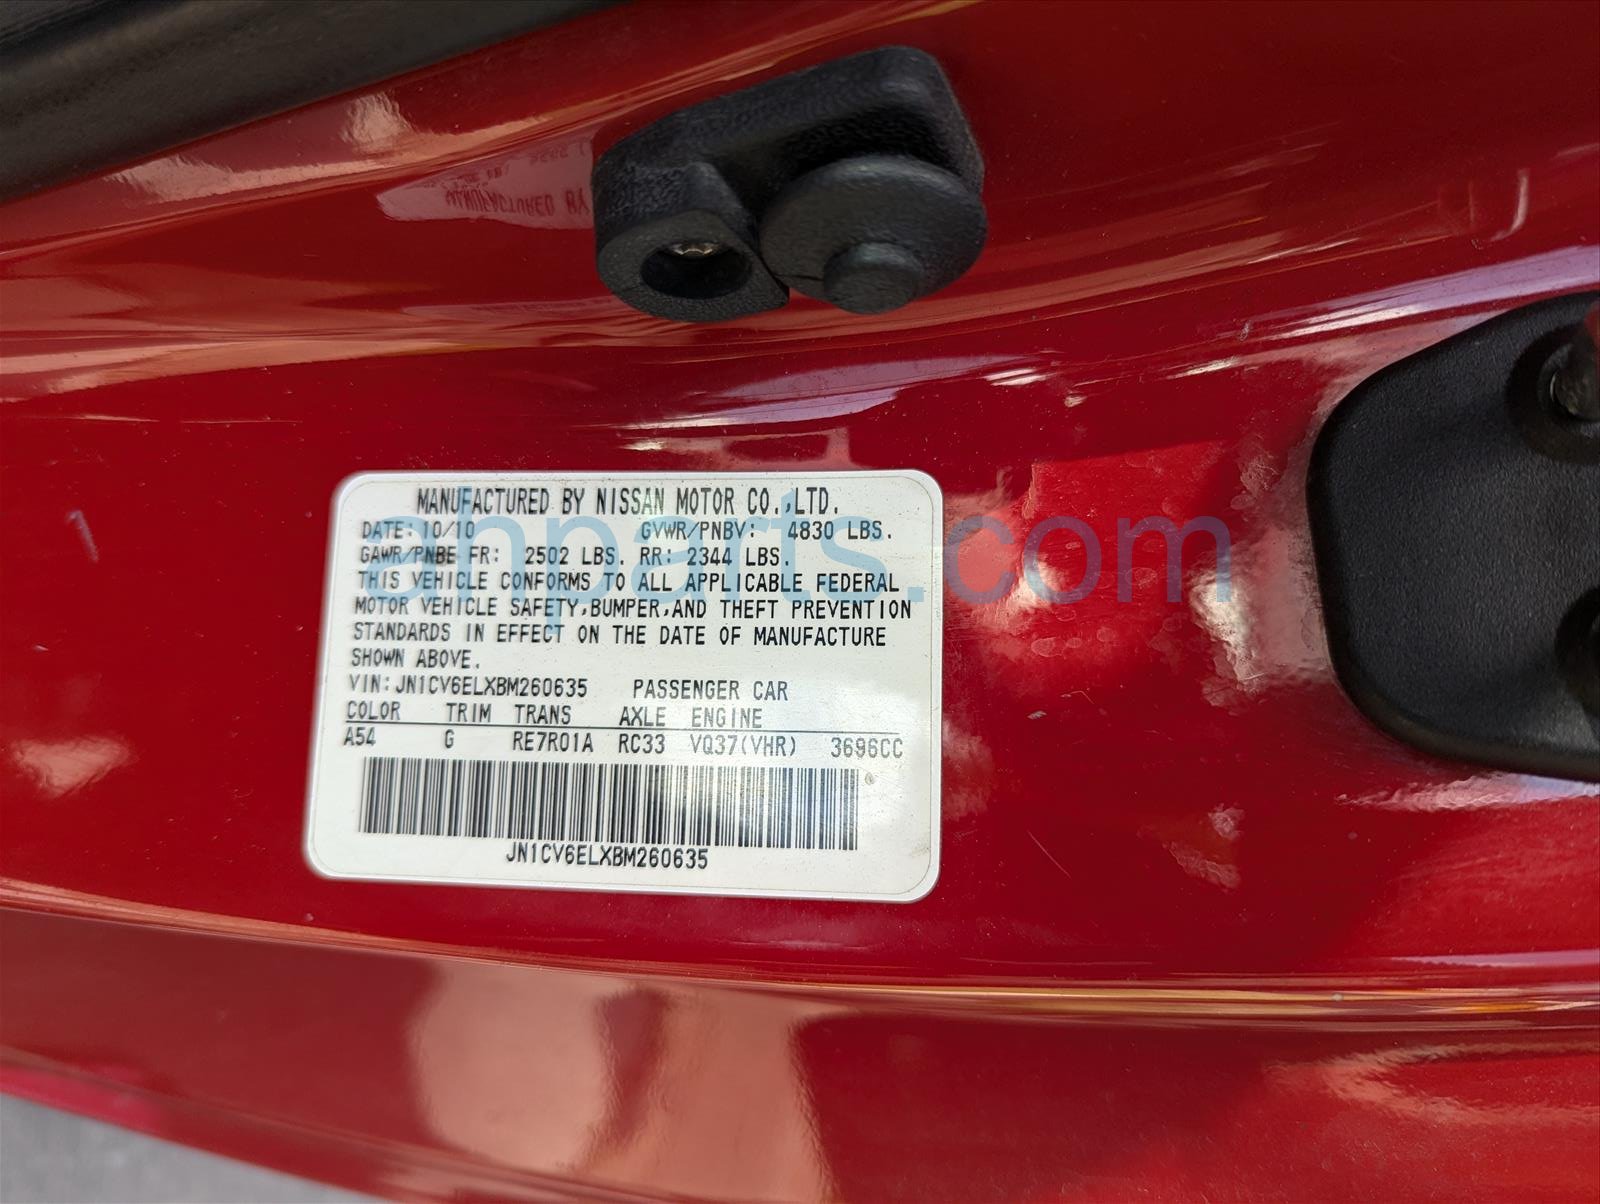 MANUFACTURED BY NISSAN MOTOR CO.,LTD.
DATE:10/10 GVWR/PNBV: 4830 LBS.
GAWR/PNBE FR: 2502 LBS. RR: 2344 LBS.
THIS VEHICLE CONFORMS TO ALL APPLICABLE FEDERAL
MOTOR VEHICLE SAFETY,BUMPER,AND THEFT PREVENTION
STANDARDS IN EFFECT ON THE DATE OF MANUFACTURE
SHOWN ABOVE.
VIN:JN1CV6ELXBM260635 PASSENGER CAR
COLOR TRIM TRANS AXLE ENGINE
A54 G RE7R01A RC33 VQ37(VHR) 3696CC
JN1CV6ELXBM260635
ahparts.com